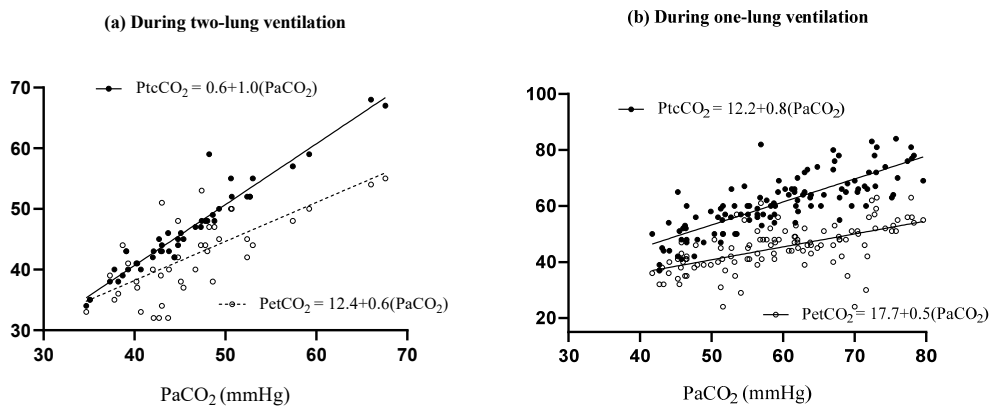 (a) During two-lung ventilation
70
60
50
40
30
PtcCO₂ = 0.6+1.0(PaCO₂)
PetCO₂ = 12.4+0.6(PaCO₂)
30 40 50 60 70
PaCO₂ (mmHg)
(b) During one-lung ventilation
100
80
60
40
20
PtcCO₂ = 12.2+0.8(PaCO₂)
PetCO₂ = 17.7+0.5(PaCO₂)
30 40 50 60 70 80
PaCO₂ (mmHg)